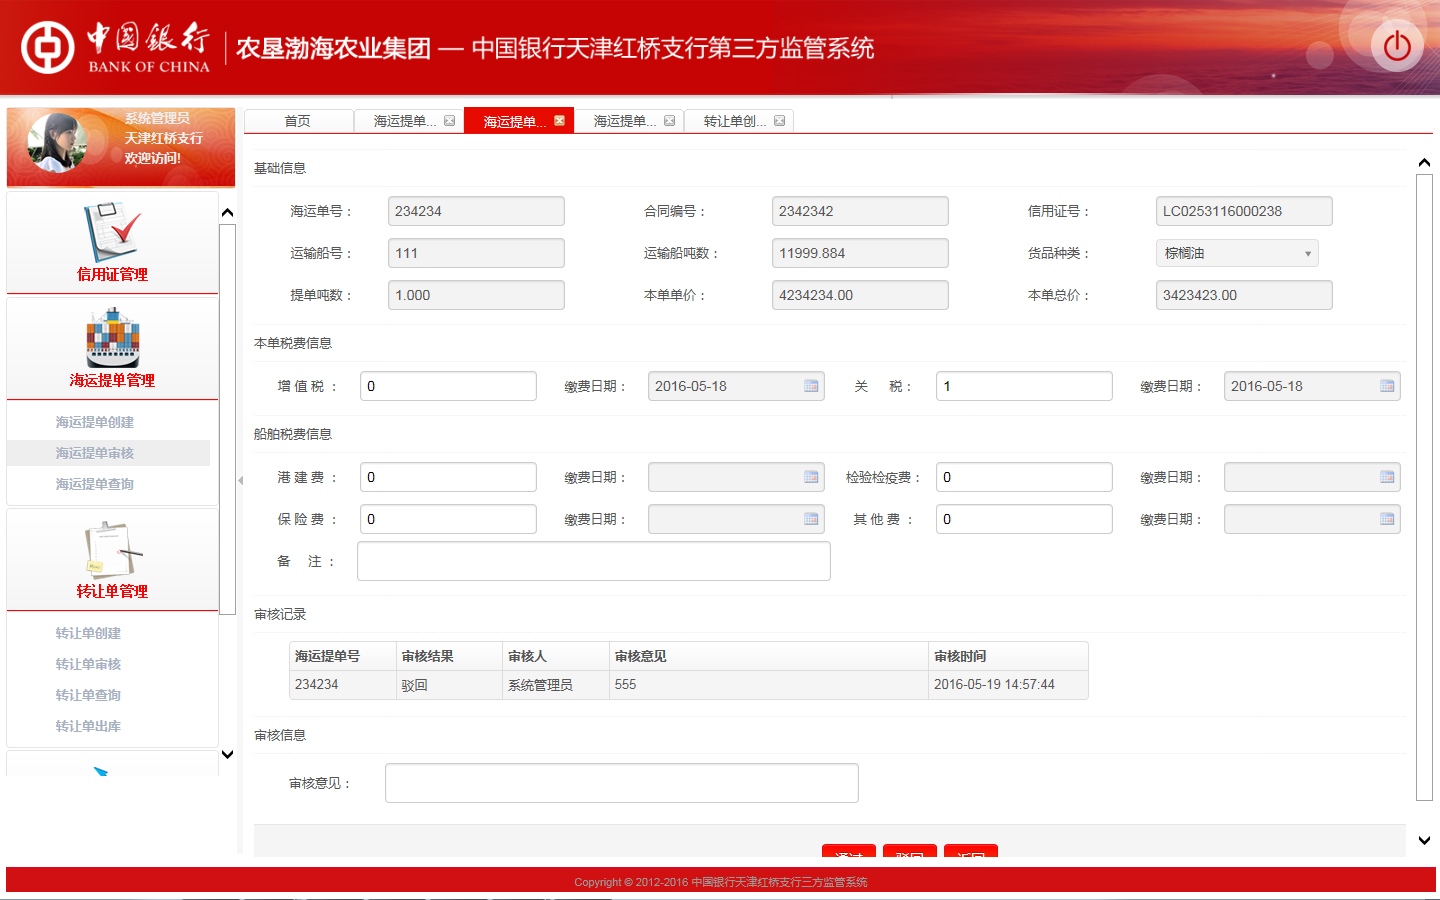 中国银行
BANK OF CHINA
农垦渤海农业集团 — 中国银行天津红桥支行第三方监管系统
系统管理员
天津红桥支行
欢迎访问!
首页
海运提单...
海运提单...
海运提单...
转让单创...
信用证管理
海运提单管理
海运提单创建
海运提单审核
海运提单查询
转让单管理
转让单创建
转让单审核
转让单查询
转让单出库
基础信息
海运单号： 234234 合同编号： 2342342 信用证号： LC0253116000238
运输船号： 111 运输船吨数： 11999.884 货品种类： 棕榈油
提单吨数： 1.000 本单单价： 4234234.00 本单总价： 3423423.00
本单税费信息
增 值 税 ： 0 缴费日期： 2016-05-18 关 税： 1 缴费日期： 2016-05-18
船舶税费信息
港 建 费 ： 0 缴费日期： 检验检疫费： 0 缴费日期：
保 险 费 ： 0 缴费日期： 其 他 费 ： 0 缴费日期：
备 注 ：
审核记录
海运提单号 审核结果 审核人 审核意见 审核时间
234234 驳回 系统管理员 555 2016-05-19 14:57:44
审核信息
审核意见：
通过 驳回 返回
Copyright © 2012-2016 中国银行天津红桥支行三方监管系统